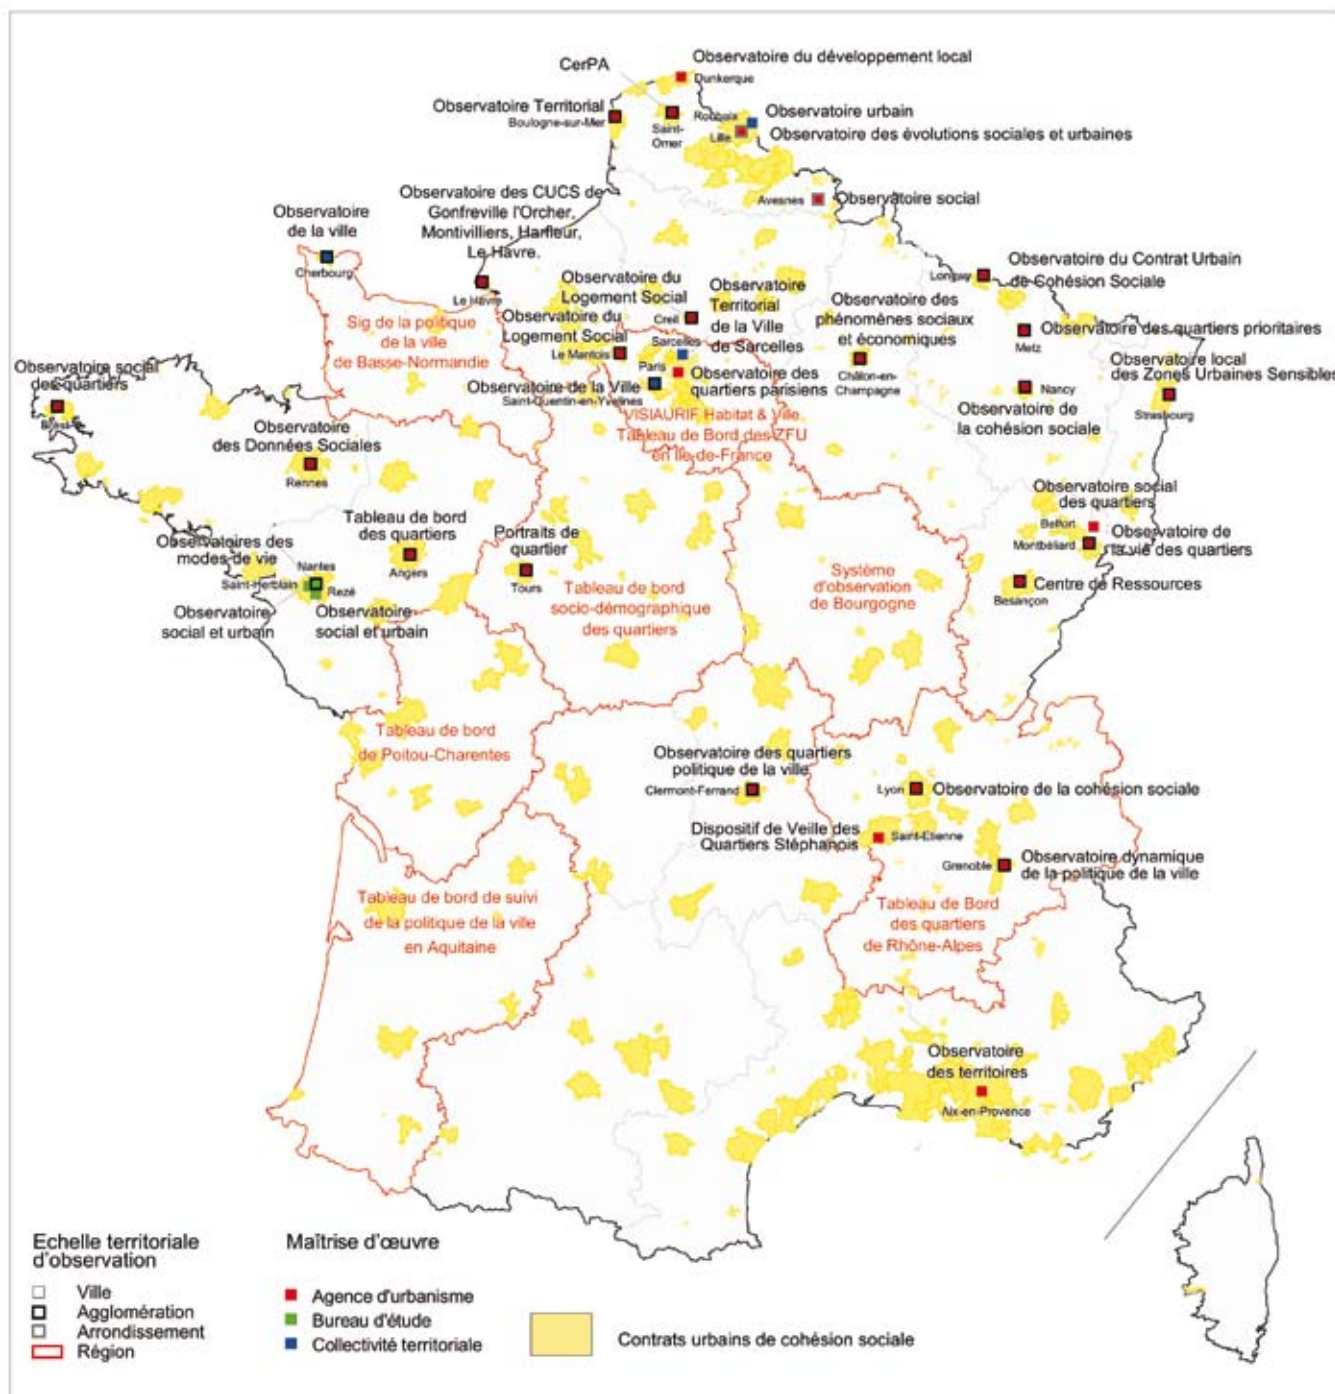 Observatoire du développement local
CerPA
Dunkerque
Observatoire Territorial
Boulogne-sur-Mer
Saint-
Omer
Roubaix
Observatoire urbain
Lille
Observatoire des évolutions sociales et urbaines
Avesnes
Observatoire social
Observatoire des CUCS de
Gonfreville l'Orcher,
Montivilliers, Harfleur,
Le Havre.
Le Havre
Observatoire
de la ville
Cherbourg
Sig de la politique
de la ville
de Basse-Normandie
Observatoire du
Logement Social
Creil
Observatoire du
Logement Social
Le Mantois
Observatoire
Territorial
de la Ville
de Sarcelles
Sarcelles
Paris
Observatoire des
quartiers parisiens
Observatoire de la Ville
Saint-Quentin-en-Yvelines
VISIAURIF Habitat & Ville,
Tableau de Bord des ZFU
en Ile-de-France
Observatoire des
phénomènes sociaux
et économiques
Châlon-en-
Champagne
Longwy
Observatoire du Contrat Urbain
de Cohésion Sociale
Observatoire des quartiers prioritaires
Metz
Observatoire local
des Zones Urbaines Sensibles
Strasbourg
Nancy
Observatoire de
la cohésion sociale
Observatoire social
des quartiers
Brest
Observatoire
des Données Sociales
Rennes
Tableau de bord
des quartiers
Angers
Portraits de
quartier
Tours
Observatoires des
modes de vie
Nantes
Saint-Herblain
Rezé
Observatoire
social et urbain
Observatoire
social et urbain
Tableau de bord
socio-démographique
des quartiers
Système
d'observation
de Bourgogne
Observatoire social
des quartiers
Belfort
Montbéliard
Observatoire de
la vie des quartiers
Centre de Ressources
Besançon
Tableau de bord
de Poitou-Charentes
Observatoire des quartiers
politique de la ville
Clermont-Ferrand
Lyon
Observatoire de la cohésion sociale
Dispositif de Veille des
Quartiers Stéphanois
Saint-Etienne
Grenoble
Observatoire dynamique
de la politique de la ville
Tableau de Bord
des quartiers
de Rhône-Alpes
Tableau de bord de suivi
de la politique de la ville
en Aquitaine
Observatoire
des territoires
Aix-en-Provence
Echelle territoriale
d'observation
Ville
Agglomération
Arrondissement
Région
Maîtrise d'œuvre
Agence d'urbanisme
Bureau d'étude
Collectivité territoriale
Contrats urbains de cohésion sociale